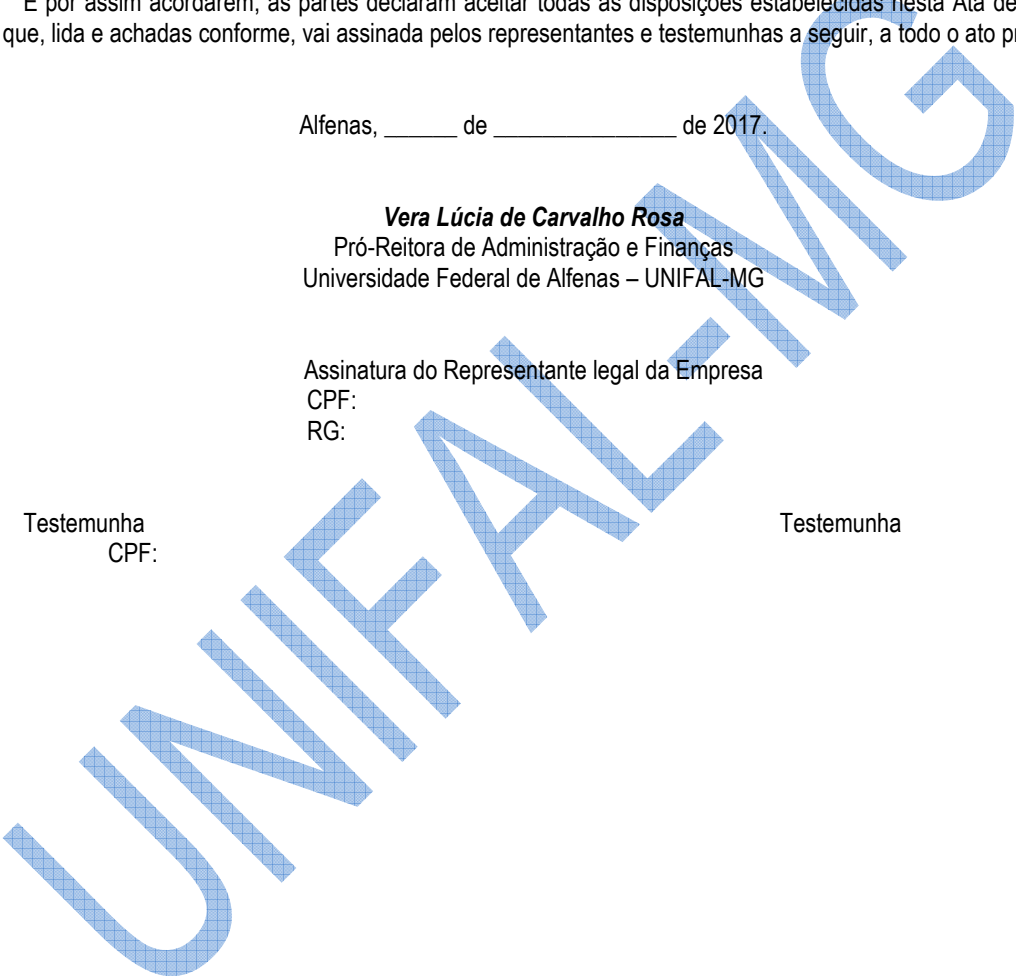 E por assim acordarem, as partes declaram aceitar todas as disposições estabelecidas nesta Ata de
que, lida e achadas conforme, vai assinada pelos representantes e testemunhas a seguir, a todo o ato
Alfenas, ______ de _______________ de 2017.
Vera Lúcia de Carvalho Rosa
Pró-Reitora de Administração e Finanças
Universidade Federal de Alfenas – UNIFAL-MG
Assinatura do Representante legal da Empresa
CPF:
RG:
Testemunha Testemunha
CPF:
UNIFAL-MG